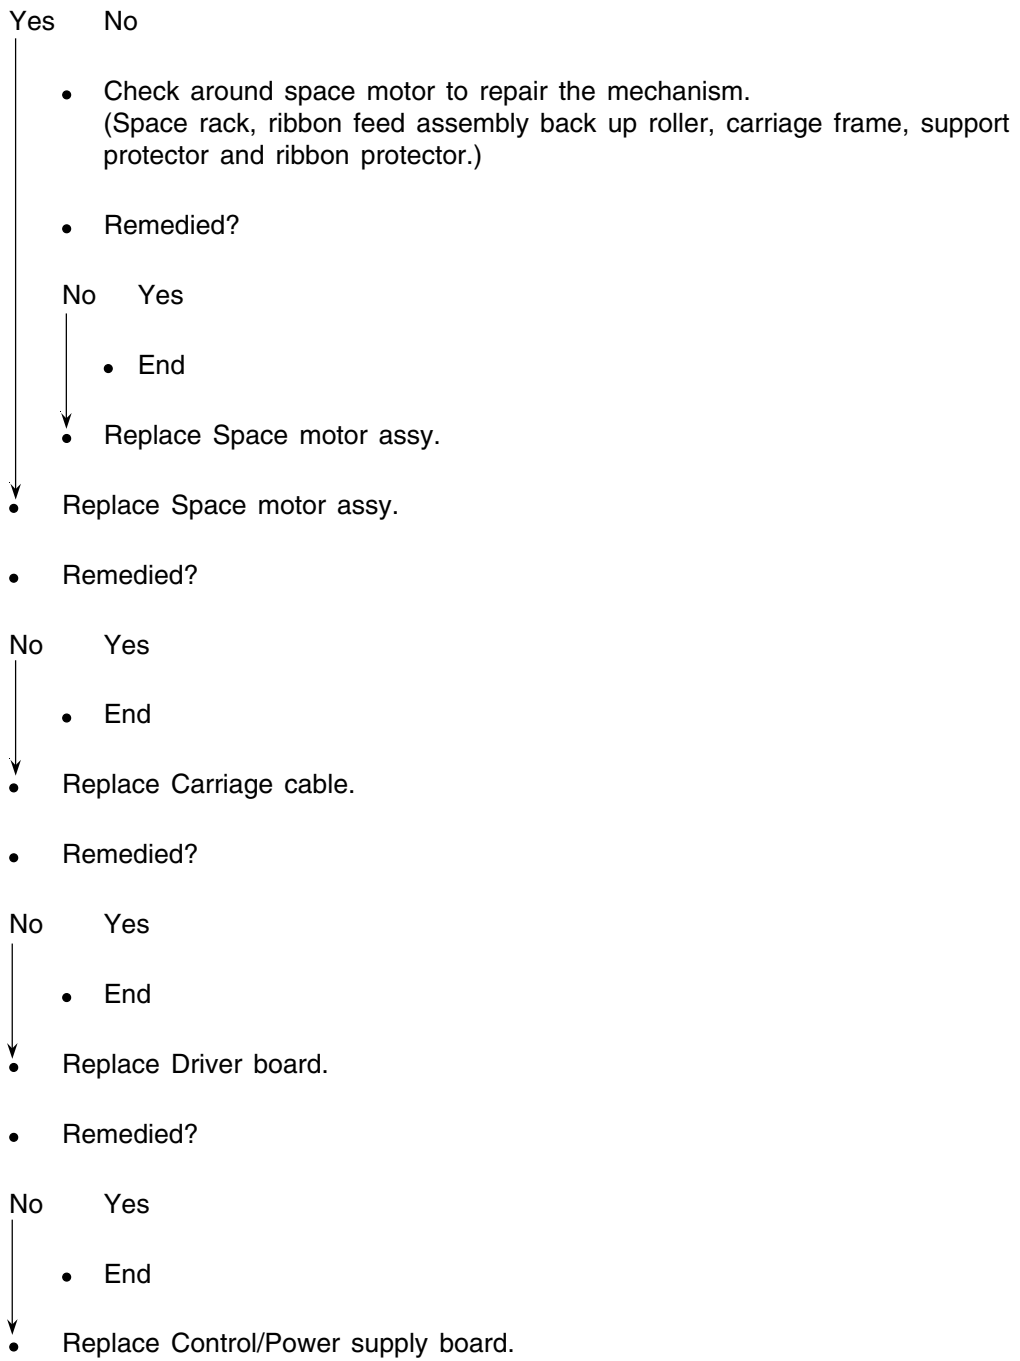 Yes No
• Check around space motor to repair the mechanism.
(Space rack, ribbon feed assembly back up roller, carriage frame, support
protector and ribbon protector.)
• Remedied?
No Yes
• End
• Replace Space motor assy.
• Replace Space motor assy.
• Remedied?
No Yes
• End
• Replace Carriage cable.
• Remedied?
No Yes
• End
• Replace Driver board.
• Remedied?
No Yes
• End
• Replace Control/Power supply board.